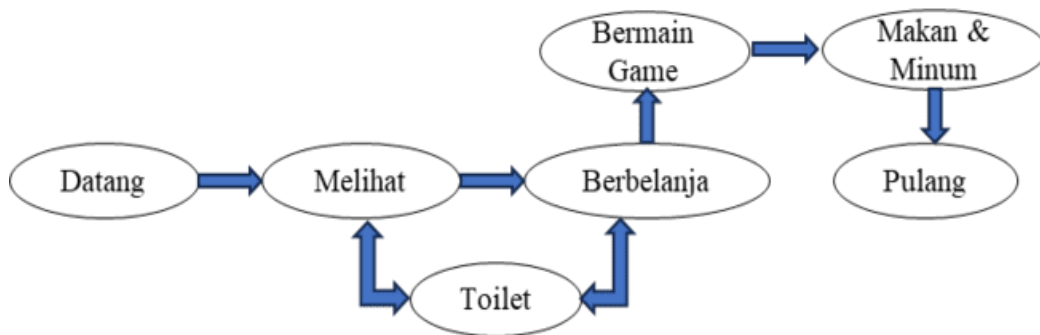 Bermain
Game
Makan &
Minum
Datang
Melihat
Berbelanja
Pulang
Toilet